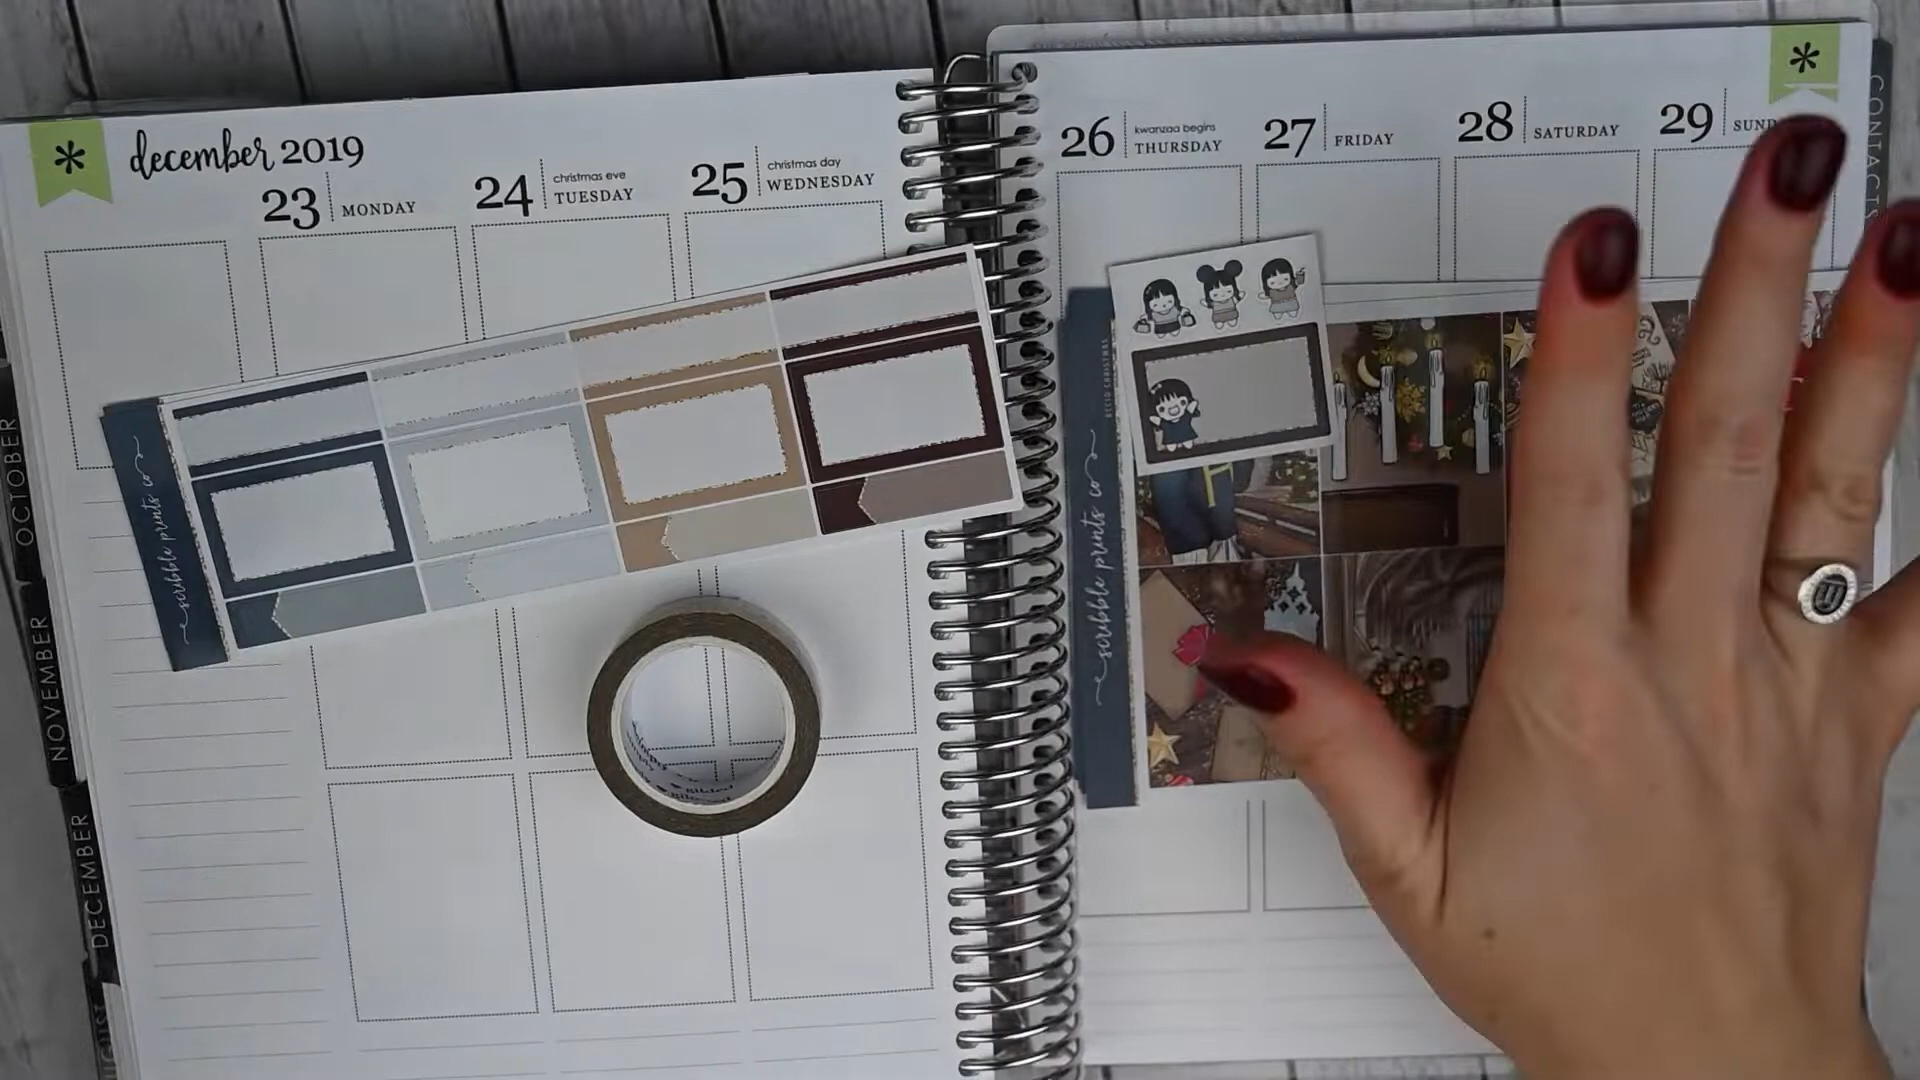 december 2019
23 MONDAY
24 christmas eve
TUESDAY
25 christmas day
WEDNESDAY
26 kwanzaa begins
THURSDAY
27 FRIDAY
28 SATURDAY
29 SUND
CONTACTS
OCTOBER
NOVEMBER
DECEMBER
scribble prints co
scribble prints co